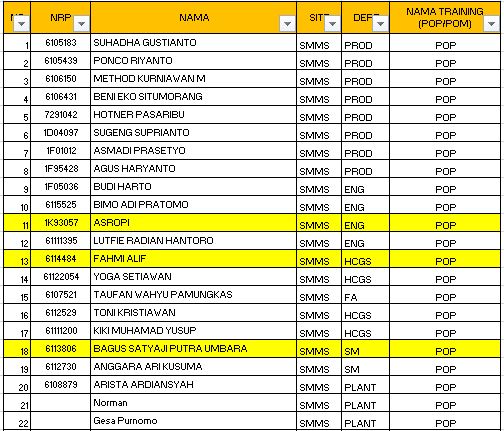 NRP NAMA SITE DEPT NAMA TRAINING (POP/POM)
1 6105183 SUHADHA GUSTIANTO SMMS PROD POP
2 6105439 PONCO RIYANTO SMMS PROD POP
3 6106150 METHOD KURNIAWAN M SMMS PROD POP
4 6106431 BENI EKO SITUMORANG SMMS PROD POP
5 7291042 HOTNER PASARIBU SMMS PROD POP
6 1D04097 SUGENG SUPRIANTO SMMS PROD POP
7 1F01012 ASMADI PRASETYO SMMS PROD POP
8 1F95428 AGUS HARYANTO SMMS PROD POP
9 1F05036 BUDI HARTO SMMS ENG POP
10 6115525 BIMO ADI PRATOMO SMMS ENG POP
11 1K93057 ASROPI SMMS ENG POP
12 61111395 LUTFIE RADIAN HANTORO SMMS ENG POP
13 6114484 FAHMI ALIF SMMS HCGS POP
14 61122054 YOGA SETIAWAN SMMS HCGS POP
15 6107521 TAUFAN WAHYU PAMUNGKAS SMMS FA POP
16 6112529 TONI KRISTIAWAN SMMS HCGS POP
17 61111200 KIKI MUHAMAD YUSUP SMMS HCGS POP
18 6113806 BAGUS SATYAJI PUTRA UMBARA SMMS SM POP
19 6112730 ANGGARA ARI KUSUMA SMMS SM POP
20 6108879 ARISTA ARDIANSYAH SMMS PLANT POP
21 Norman SMMS PLANT POP
22 Gesa Purnomo SMMS PLANT POP